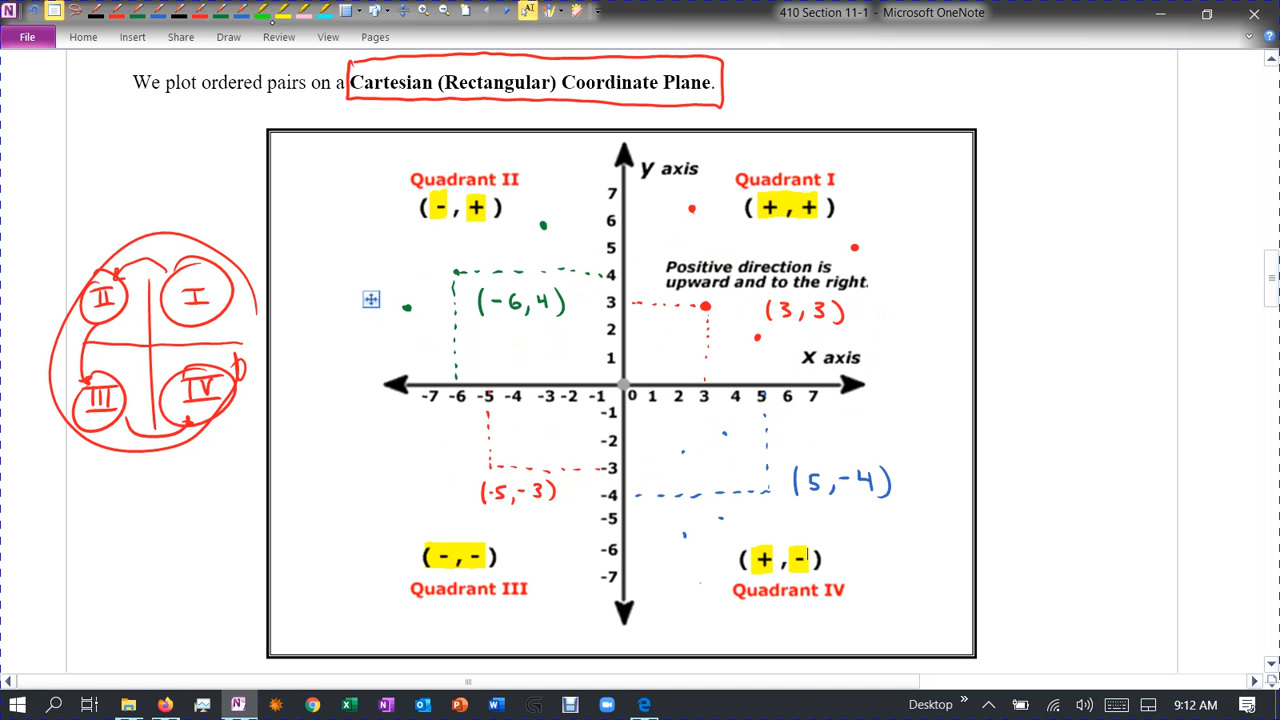 410 Section 11-1 - Microsoft OneNote
File Home Insert Share Draw Review View Pages
We plot ordered pairs on a Cartesian (Rectangular) Coordinate Plane.
y axis
Quadrant II
Quadrant I
( - , + )
( + , + )
7
6
5
4
3
2
1
Positive direction is
upward and to the right.
(-6,4)
(3,3)
X axis
II I
III IV
-7 -6 -5 -4 -3 -2 -1 0 1 2 3 4 5 6 7
-1
-2
-3
-4
-5
-6
-7
(-5,-3)
(5,-4)
( - , - )
( + , - )
Quadrant III
Quadrant IV
Desktop
9:12 AM